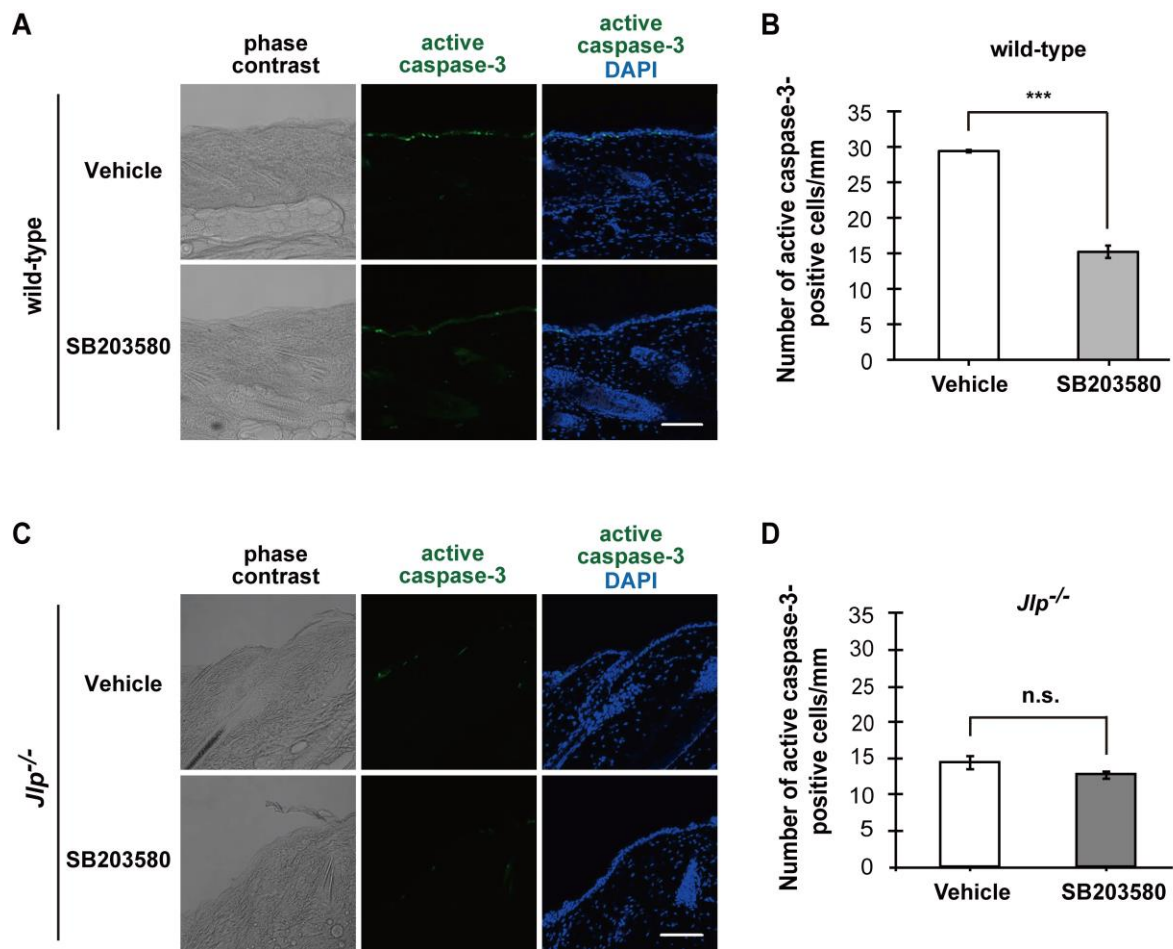 A
phase
contrast
active
caspase-3
active
caspase-3
DAPI
wild-type
Vehicle
SB203580
B
wild-type
***
Number of active caspase-3-
positive cells/mm
35
30
25
20
15
10
5
0
Vehicle
SB203580
C
phase
contrast
active
caspase-3
active
caspase-3
DAPI
Jlp-/-
Vehicle
SB203580
D
Jlp-/-
n.s.
Number of active caspase-3-
positive cells/mm
35
30
25
20
15
10
5
0
Vehicle
SB203580